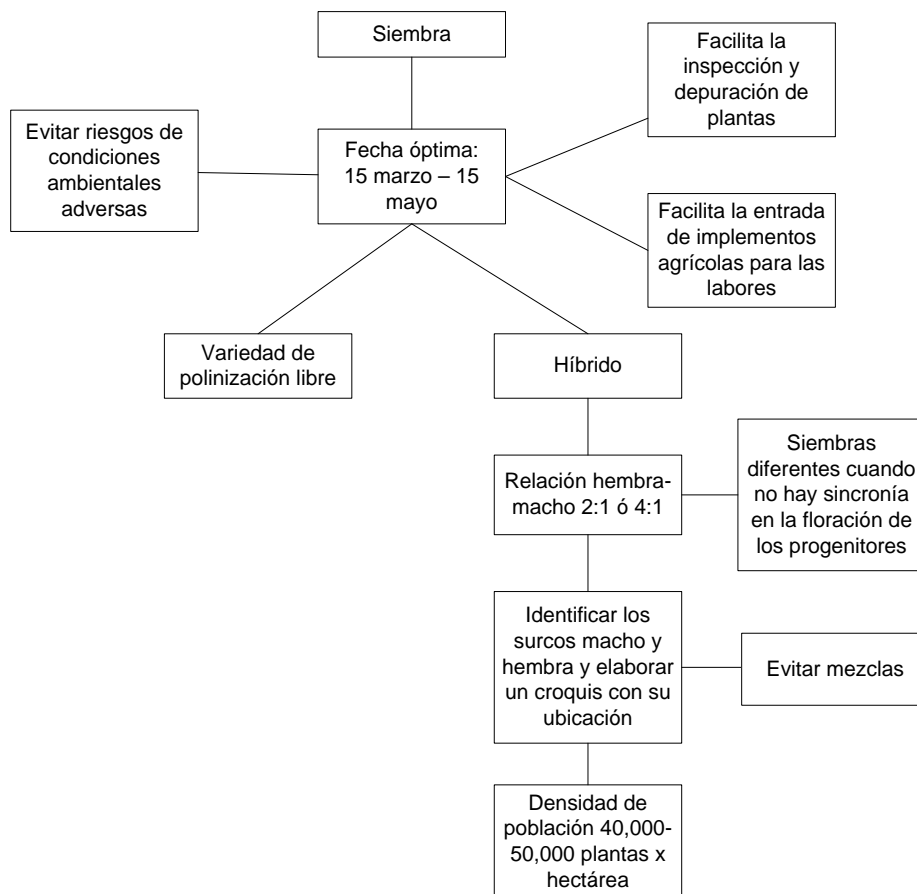 Siembra
Facilita la
inspección y
depuración de
plantas
Evitar riesgos de
condiciones
ambientales
adversas
Fecha óptima:
15 marzo – 15
mayo
Facilita la entrada
de implementos
agrícolas para las
labores
Variedad de
polinización libre
Híbrido
Relación hembra-
macho 2:1 ó 4:1
Siembras
diferentes cuando
no hay sincronía
en la floración de
los progenitores
Identificar los
surcos macho y
hembra y elaborar
un croquis con su
ubicación
Evitar mezclas
Densidad de
población 40,000-
50,000 plantas x
hectárea